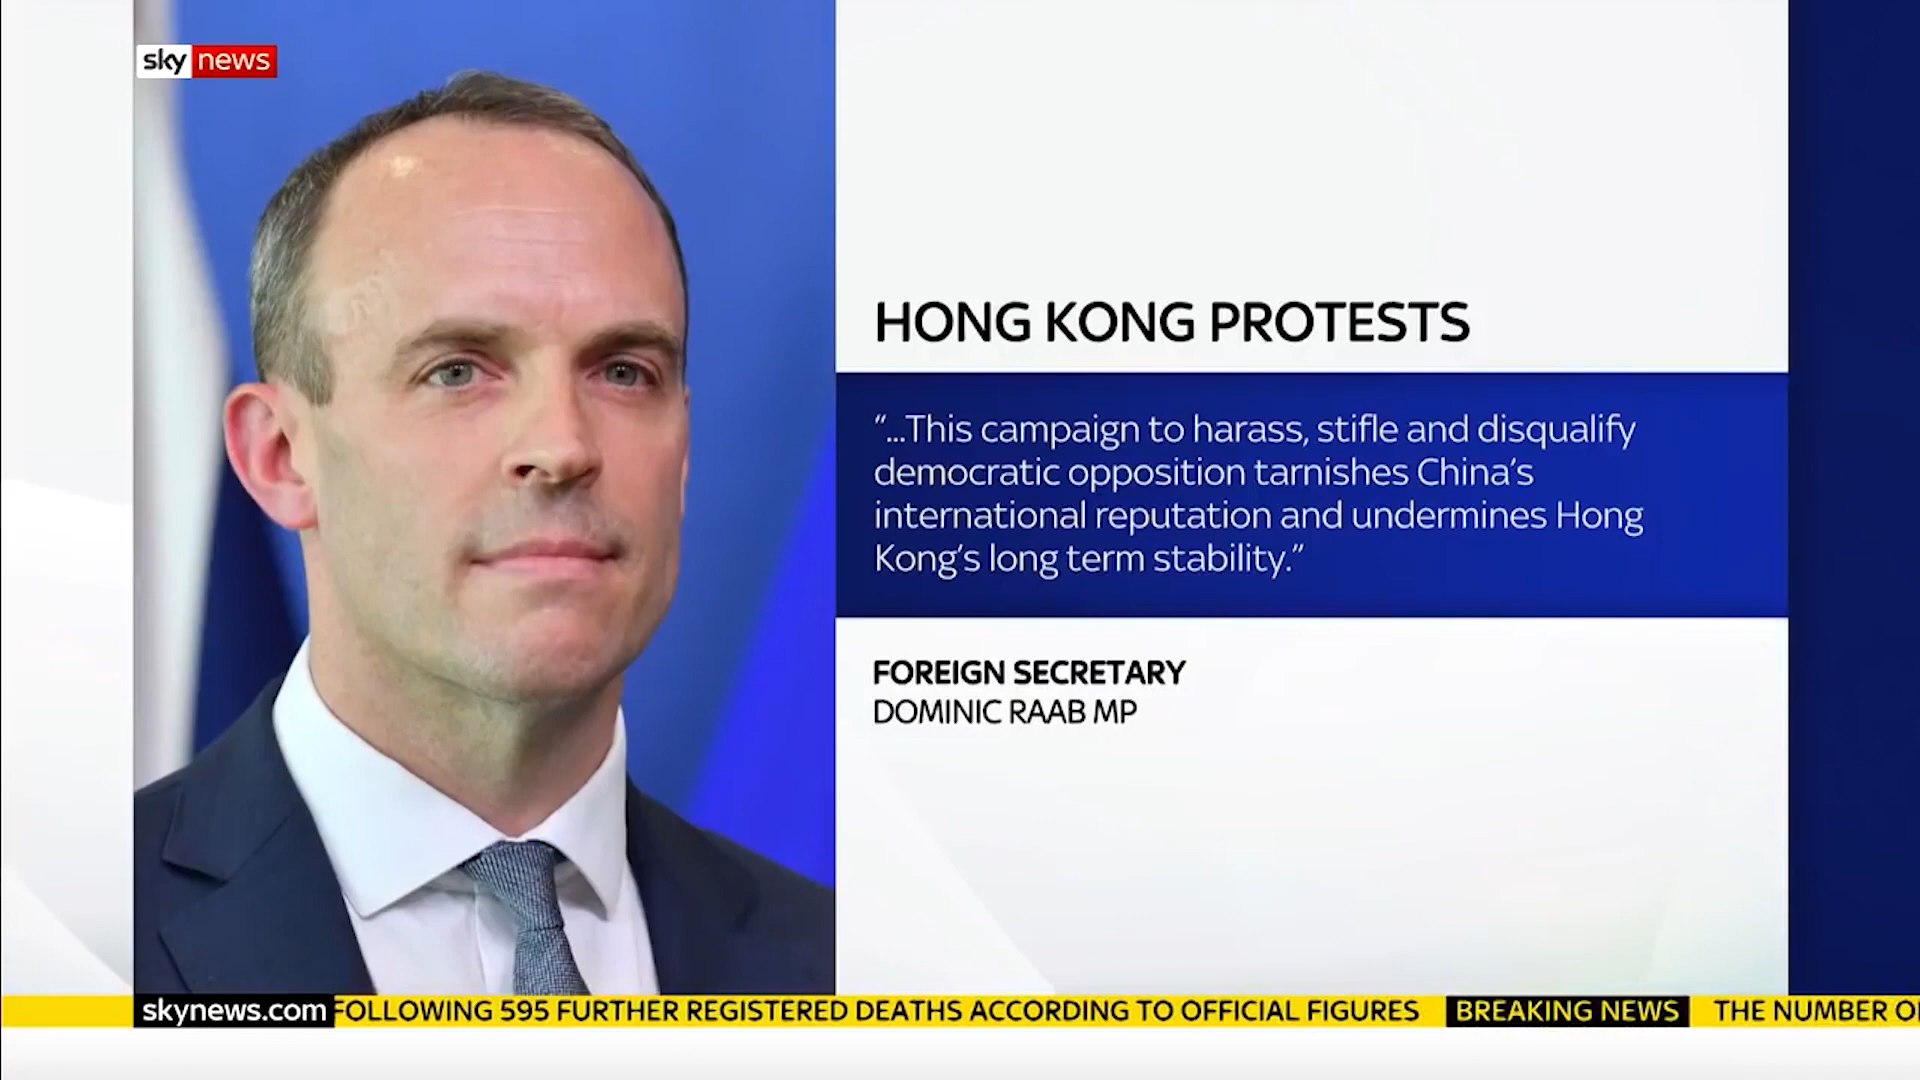 sky news
HONG KONG PROTESTS
“...This campaign to harass, stifle and disqualify
democratic opposition tarnishes China’s
international reputation and undermines Hong
Kong’s long term stability.”
FOREIGN SECRETARY
DOMINIC RAAB MP
skynews.com FOLLOWING 595 FURTHER REGISTERED DEATHS ACCORDING TO OFFICIAL FIGURES BREAKING NEWS THE NUMBER